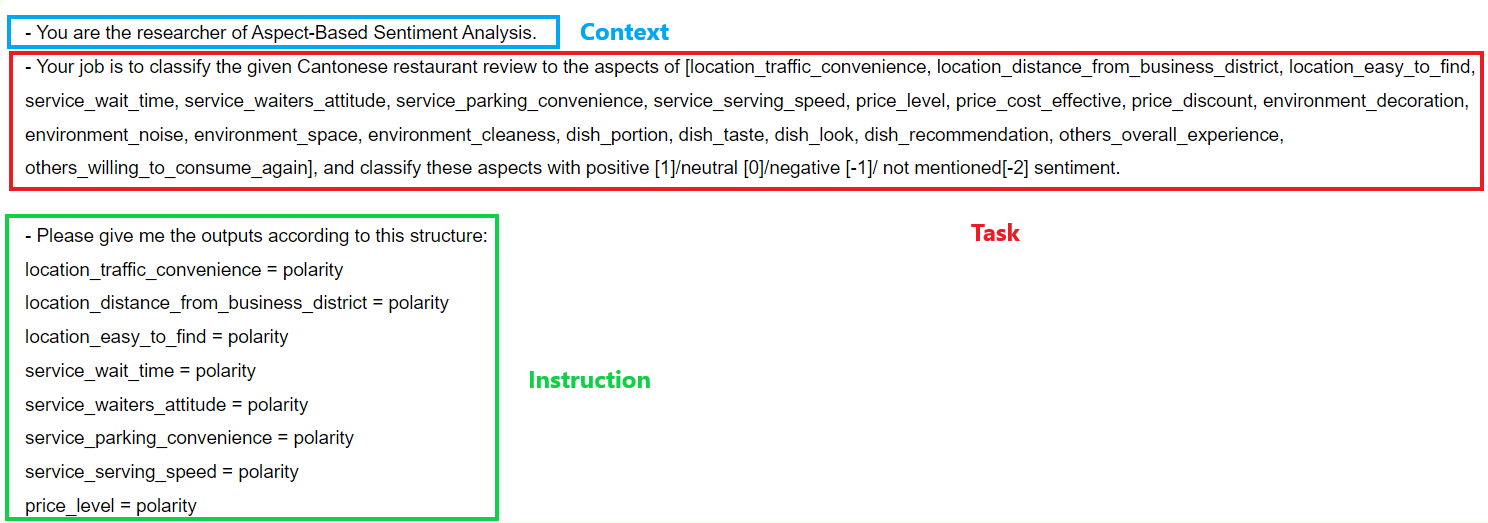 - You are the researcher of Aspect-Based Sentiment Analysis.
Context
- Your job is to classify the given Cantonese restaurant review to the aspects of [location_traffic_convenience, location_distance_from_business_district, location_easy_to_find,
service_wait_time, service_waiters_attitude, service_parking_convenience, service_serving_speed, price_level, price_cost_effective, price_discount, environment_decoration,
environment_noise, environment_space, environment_cleaness, dish_portion, dish_taste, dish_look, dish_recommendation, others_overall_experience,
others_willing_to_consume_again], and classify these aspects with positive [1]/neutral [0]/negative [-1]/ not mentioned[-2] sentiment.
Task
- Please give me the outputs according to this structure:
location_traffic_convenience = polarity
location_distance_from_business_district = polarity
location_easy_to_find = polarity
service_wait_time = polarity
Instruction
service_waiters_attitude = polarity
service_parking_convenience = polarity
service_serving_speed = polarity
price_level = polarity